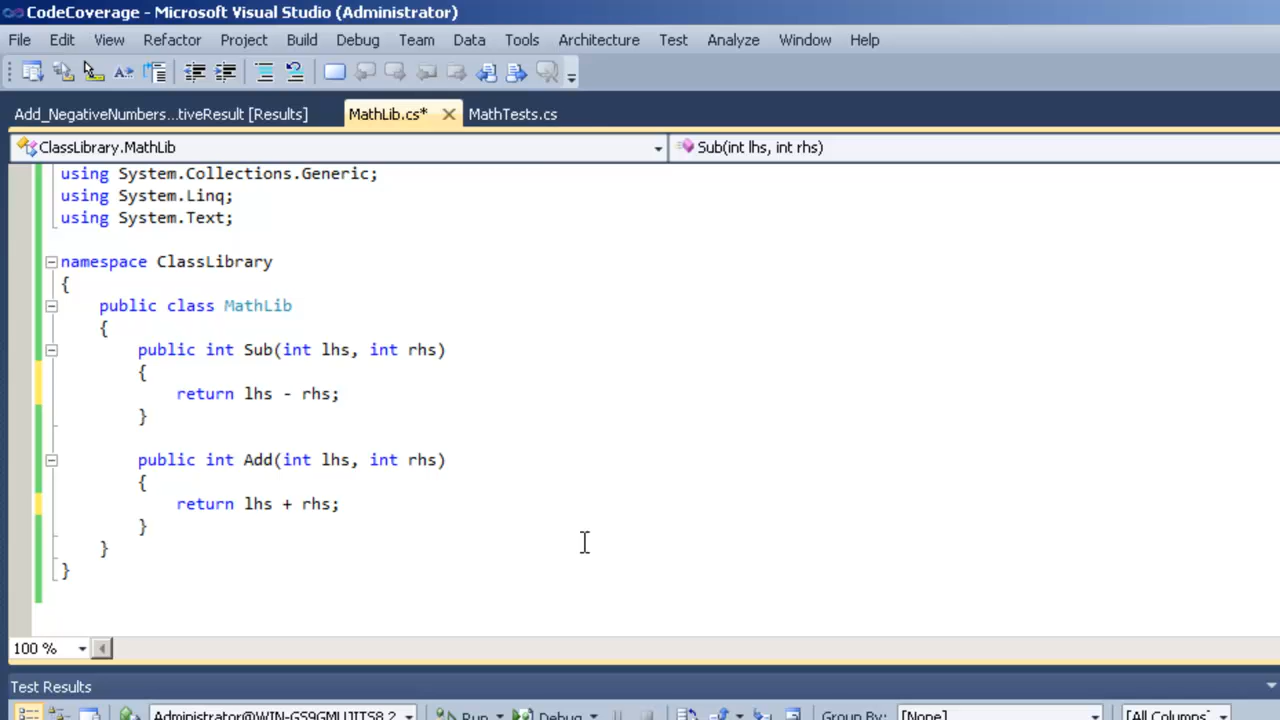 CodeCoverage - Microsoft Visual Studio (Administrator)
File Edit View Refactor Project Build Debug Team Data Tools Architecture Test Analyze Window Help
Add_NegativeNumbers...tiveResult [Results] MathLib.cs* MathTests.cs
ClassLibrary.MathLib Sub(int lhs, int rhs)
using System.Collections.Generic;
using System.Linq;
using System.Text;
namespace ClassLibrary
{
public class MathLib
{
public int Sub(int lhs, int rhs)
{
return lhs - rhs;
}
public int Add(int lhs, int rhs)
{
return lhs + rhs;
}
}
}
100 %
Test Results
Run Debug Group By: [None] [All Columns]